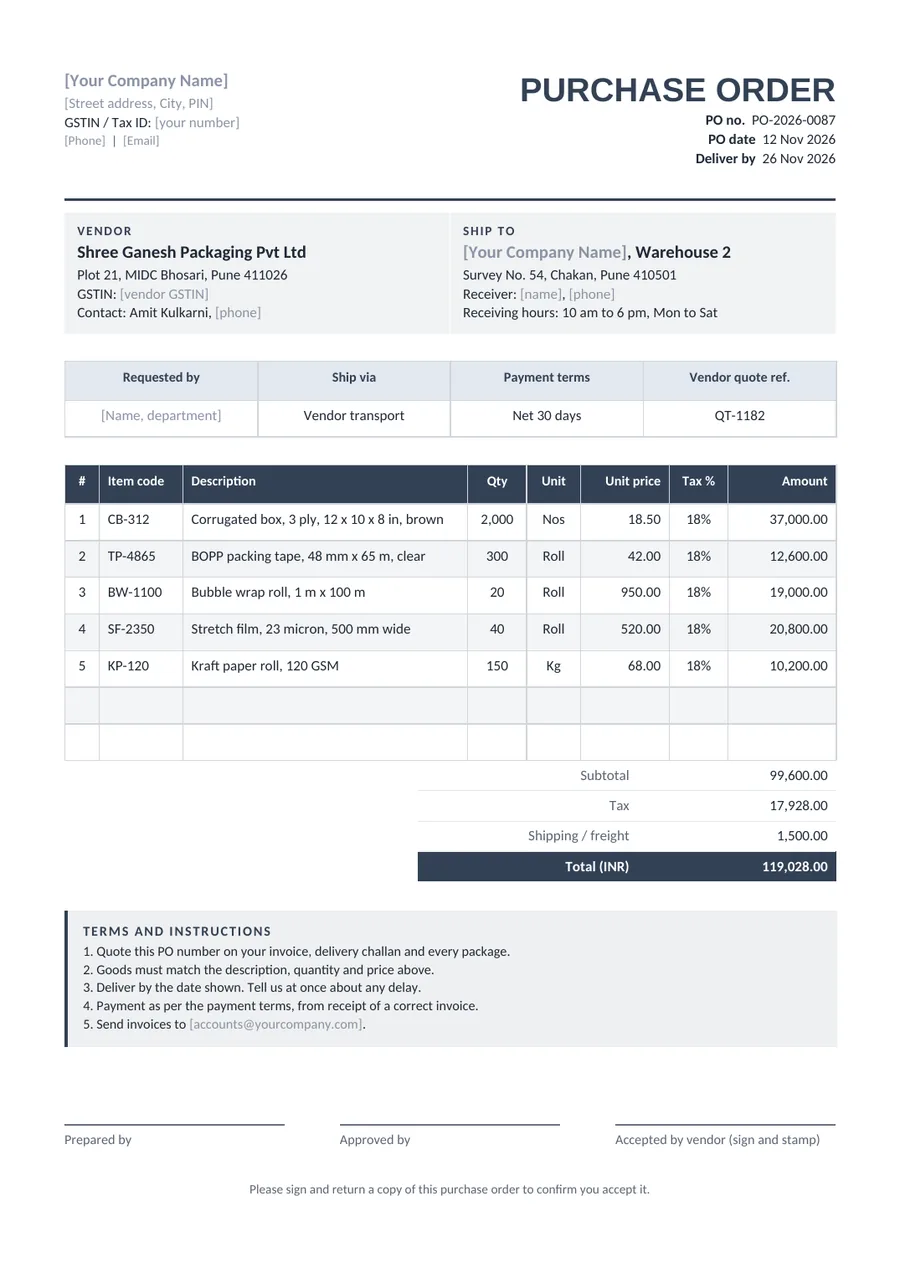 [Your Company Name]
[Street address, City, PIN]
GSTIN / Tax ID: [your number]
[Phone] | [Email]
PURCHASE ORDER
PO no. PO-2026-0087
PO date 12 Nov 2026
Deliver by 26 Nov 2026
VENDOR
Shree Ganesh Packaging Pvt Ltd
Plot 21, MIDC Bhosari, Pune 411026
GSTIN: [vendor GSTIN]
Contact: Amit Kulkarni, [phone]
SHIP TO
[Your Company Name], Warehouse 2
Survey No. 54, Chakan, Pune 410501
Receiver: [name], [phone]
Receiving hours: 10 am to 6 pm, Mon to Sat
Requested by Ship via Payment terms Vendor quote ref.
[Name, department] Vendor transport Net 30 days QT-1182
# Item code Description Qty Unit Unit price Tax % Amount
1 CB-312 Corrugated box, 3 ply, 12 x 10 x 8 in, brown 2,000 Nos 18.50 18% 37,000.00
2 TP-4865 BOPP packing tape, 48 mm x 65 m, clear 300 Roll 42.00 18% 12,600.00
3 BW-1100 Bubble wrap roll, 1 m x 100 m 20 Roll 950.00 18% 19,000.00
4 SF-2350 Stretch film, 23 micron, 500 mm wide 40 Roll 520.00 18% 20,800.00
5 KP-120 Kraft paper roll, 120 GSM 150 Kg 68.00 18% 10,200.00
Subtotal 99,600.00
Tax 17,928.00
Shipping / freight 1,500.00
Total (INR) 119,028.00
TERMS AND INSTRUCTIONS
1. Quote this PO number on your invoice, delivery challan and every package.
2. Goods must match the description, quantity and price above.
3. Deliver by the date shown. Tell us at once about any delay.
4. Payment as per the payment terms, from receipt of a correct invoice.
5. Send invoices to [accounts@yourcompany.com].
Prepared by Approved by Accepted by vendor (sign and stamp)
Please sign and return a copy of this purchase order to confirm you accept it.